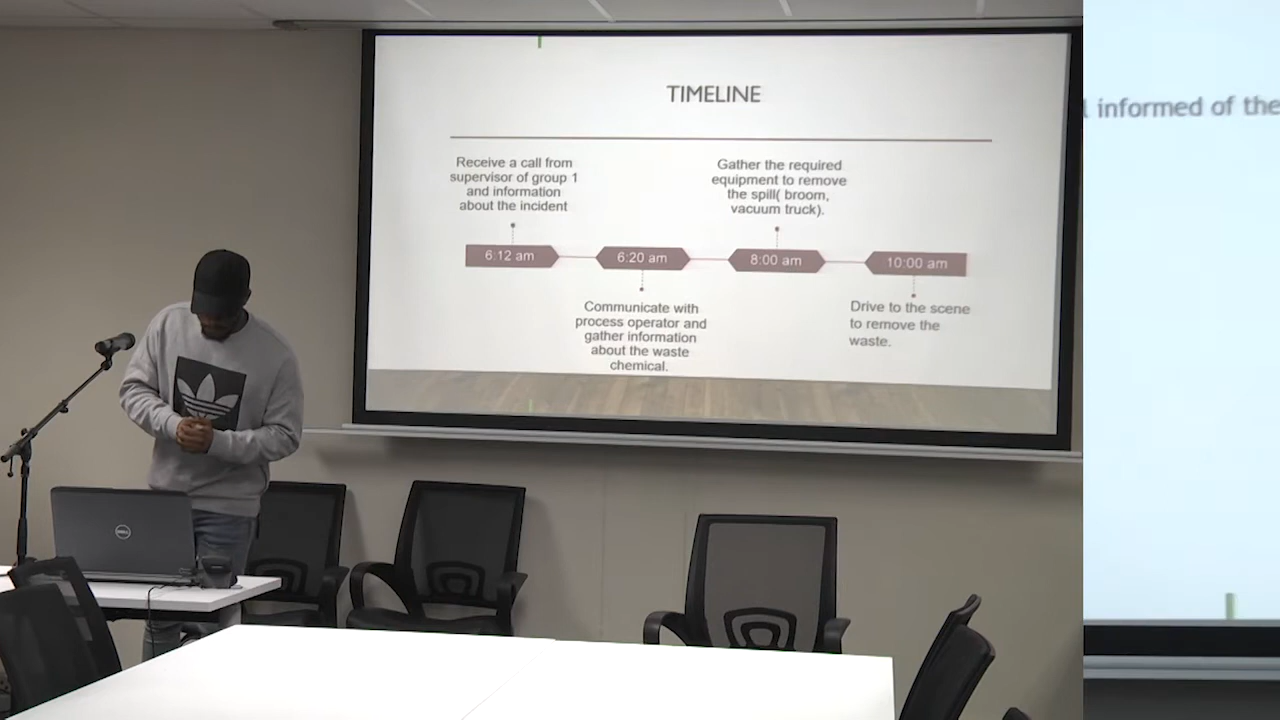 TIMELINE
Receive a call from
supervisor of group 1
and information
about the incident
Gather the required
equipment to remove
the spill( broom,
vacuum truck).
6:12 am
6:20 am
8:00 am
10:00 am
Communicate with
process operator and
gather information
about the waste
chemical.
Drive to the scene
to remove the
waste.
informed of the
DELL